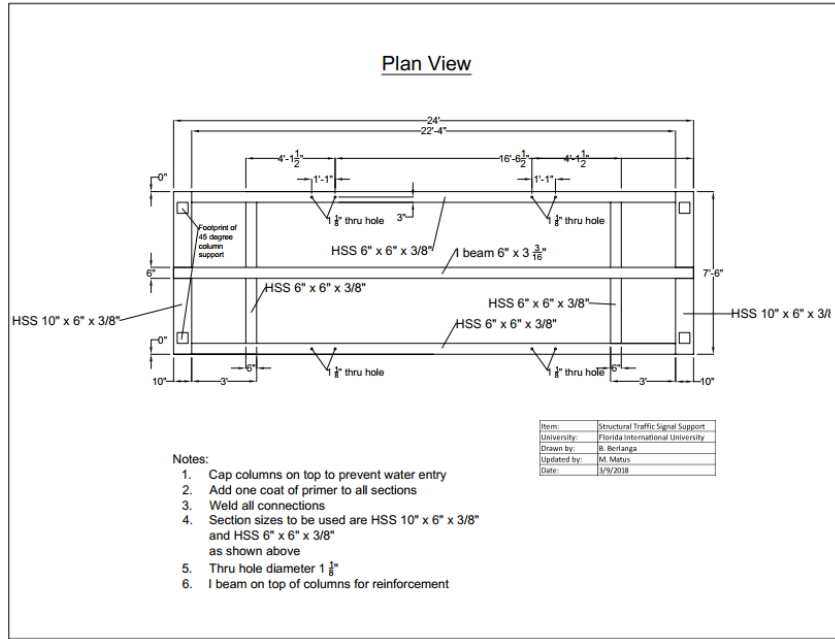 Plan View
24'
22'-4"
4'-1 1/2"
16'-6 1/2"
4'-1 1/2"
1'-1"
1'-1"
0"
1 1/8" thru hole
3"
1 1/8" thru hole
Footprint of
45 degree
column
support
HSS 6" x 6" x 3/8"
I beam 6" x 3 3/16"
6"
7'-6"
HSS 6" x 6" x 3/8"
HSS 6" x 6" x 3/8"
HSS 10" x 6" x 3/8"
HSS 6" x 6" x 3/8"
HSS 10" x 6" x 3/8
0"
6"
1 1/8" thru hole
1 1/8" thru hole
6"
10"
3'
3'
10"
Item: Structural Traffic Signal Support
University: Florida International University
Drawn by: B. Berlanga
Updated by: M. Matus
Date: 3/9/2018
Notes:
1. Cap columns on top to prevent water entry
2. Add one coat of primer to all sections
3. Weld all connections
4. Section sizes to be used are HSS 10" x 6" x 3/8"
and HSS 6" x 6" x 3/8"
as shown above
5. Thru hole diameter 1 1/8"
6. I beam on top of columns for reinforcement